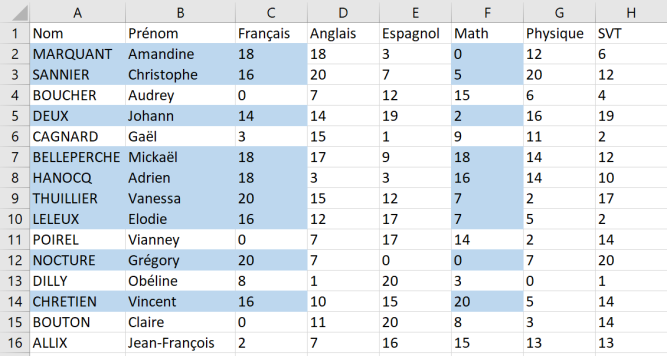 A B C D E F G H
1 Nom Prénom Français Anglais Espagnol Math Physique SVT
2 MARQUANT Amandine 18 18 3 0 12 6
3 SANNIER Christophe 16 20 7 5 20 12
4 BOUCHER Audrey 0 7 12 15 6 4
5 DEUX Johann 14 14 19 2 16 19
6 CAGNARD Gaël 3 15 1 9 11 2
7 BELLEPERCHE Mickaël 18 17 9 18 14 12
8 HANOCQ Adrien 18 3 3 16 14 10
9 THUILLIER Vanessa 20 15 12 7 2 17
10 LELEUX Elodie 16 12 17 7 5 2
11 POIREL Vianney 0 7 17 14 2 14
12 NOCTURE Grégory 20 7 0 0 7 20
13 DILLY Obéline 8 1 20 3 0 1
14 CHRETIEN Vincent 16 10 15 20 5 14
15 BOUTON Claire 0 11 20 8 3 14
16 ALLIX Jean-François 2 7 16 15 13 13